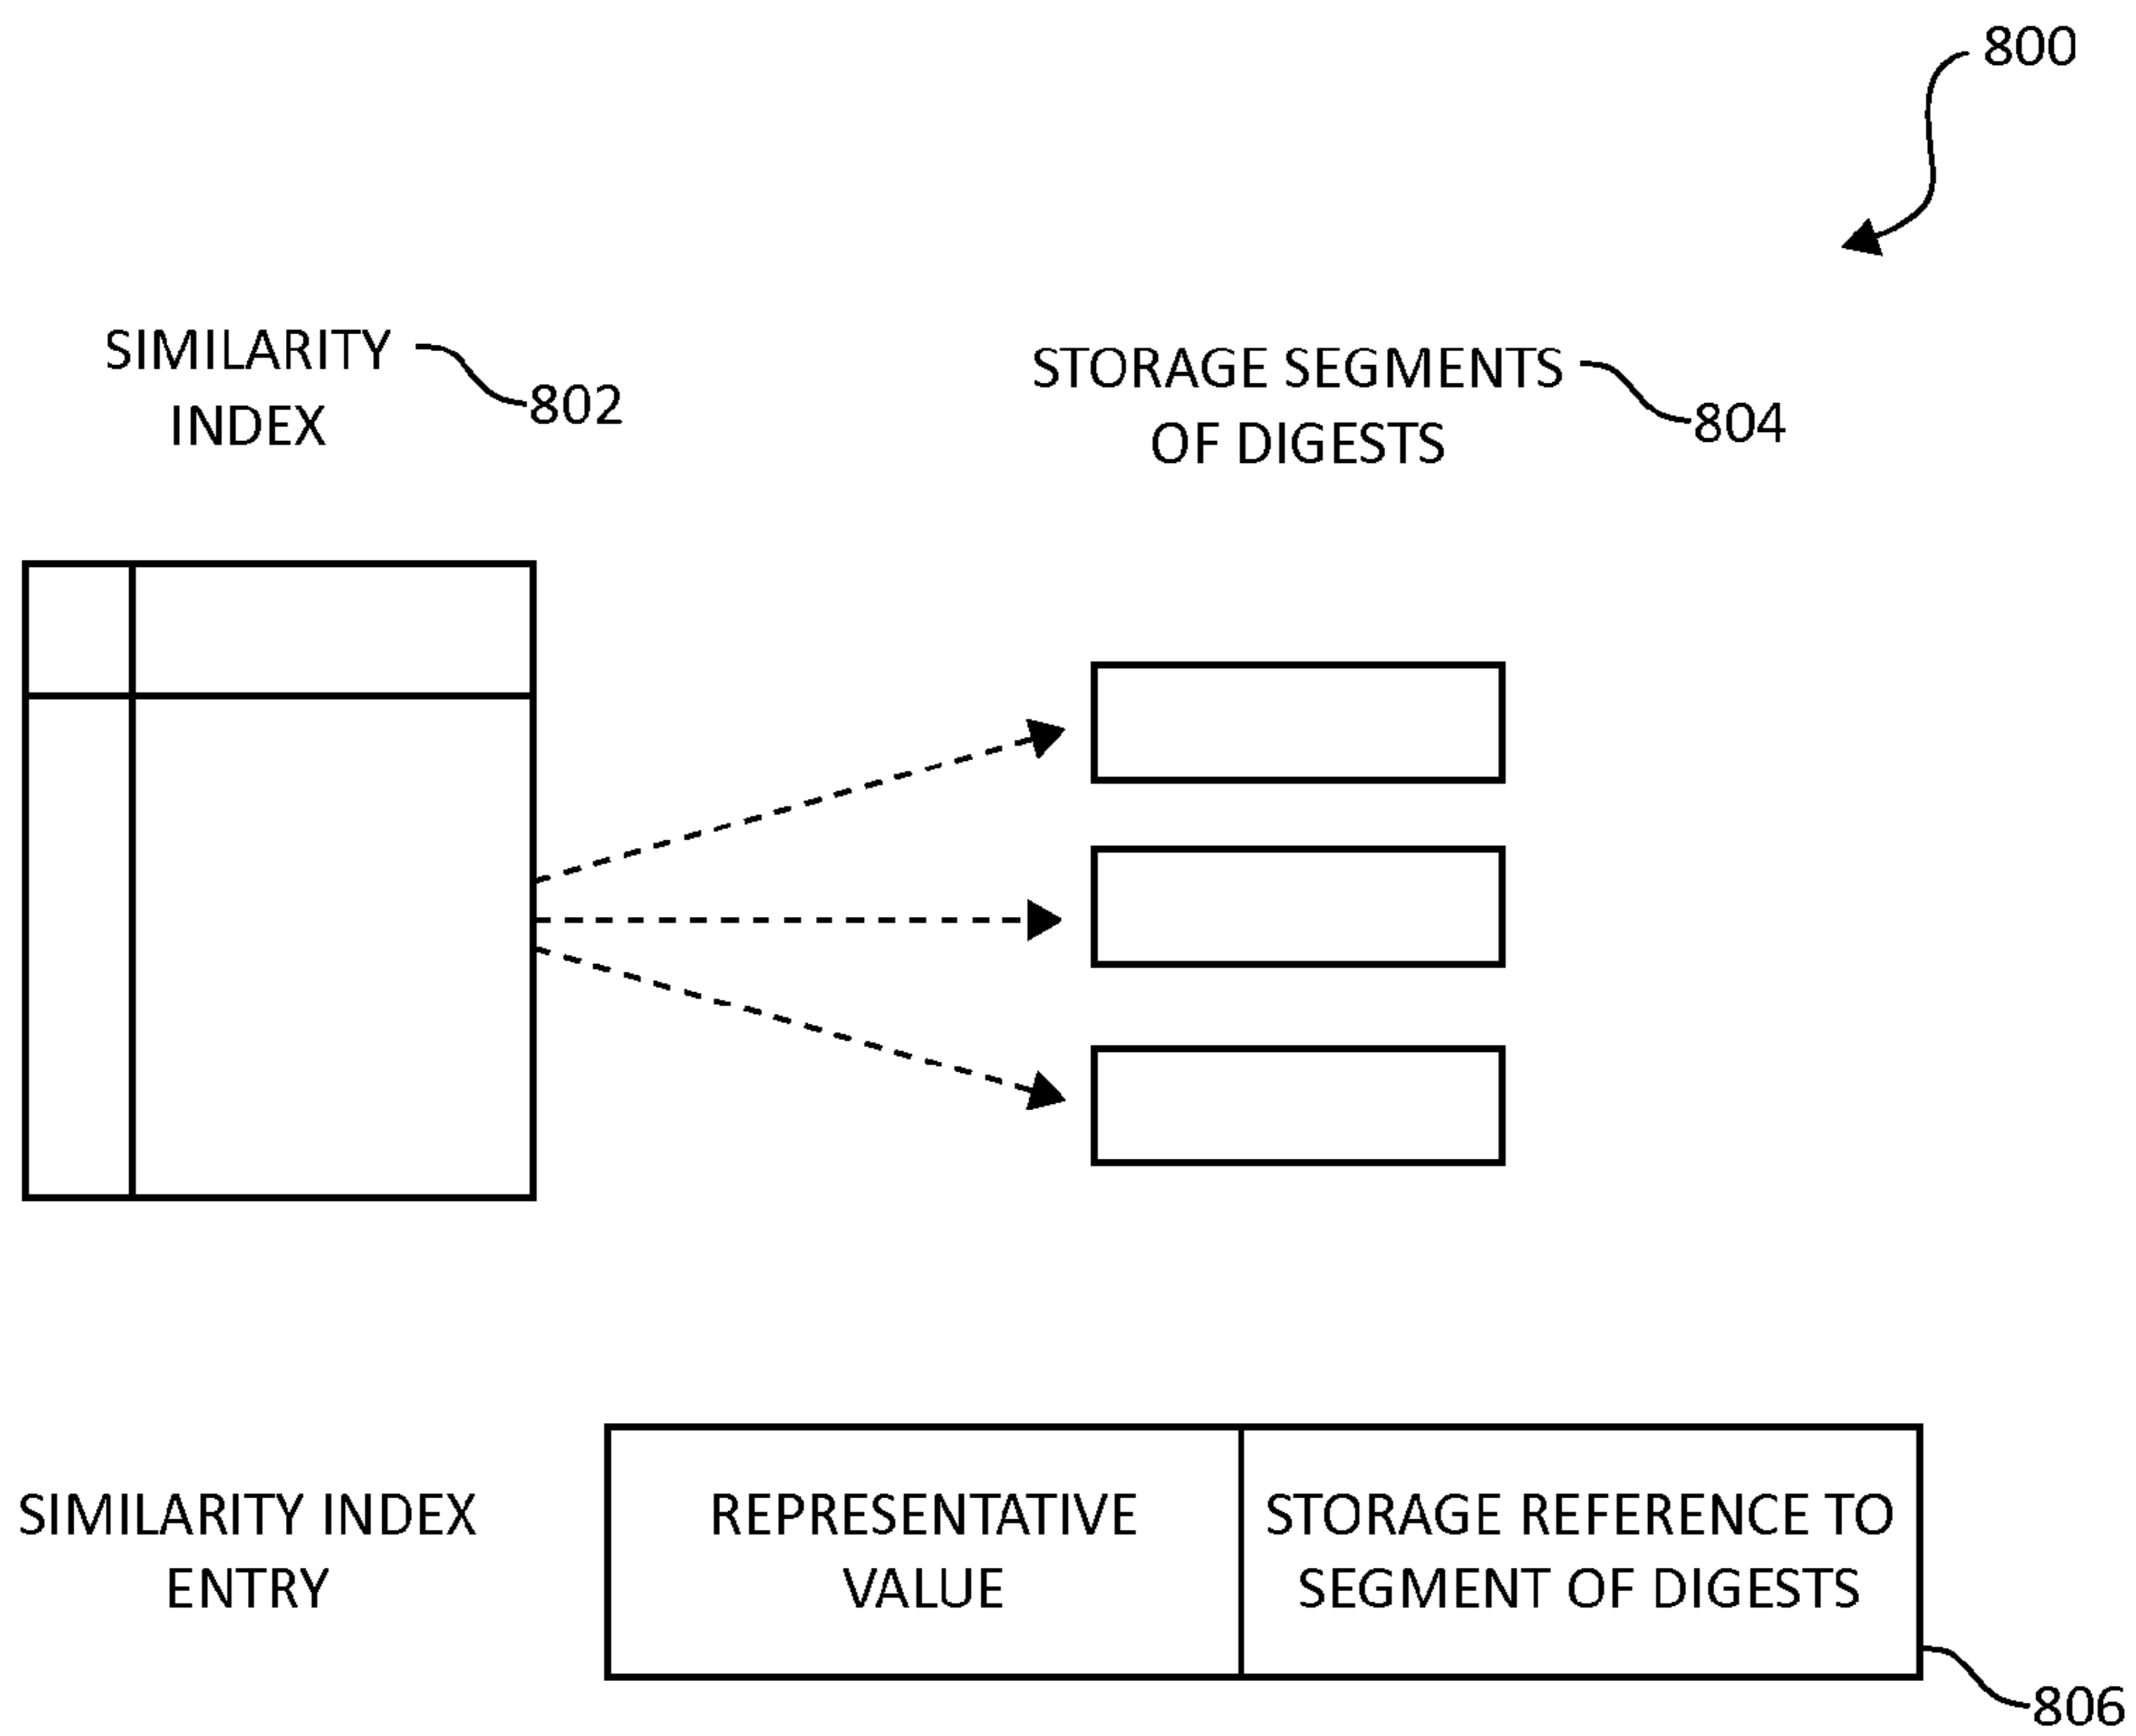 800
SIMILARITY
INDEX
802
STORAGE SEGMENTS
OF DIGESTS
804
SIMILARITY INDEX
ENTRY
REPRESENTATIVE
VALUE
STORAGE REFERENCE TO
SEGMENT OF DIGESTS
806